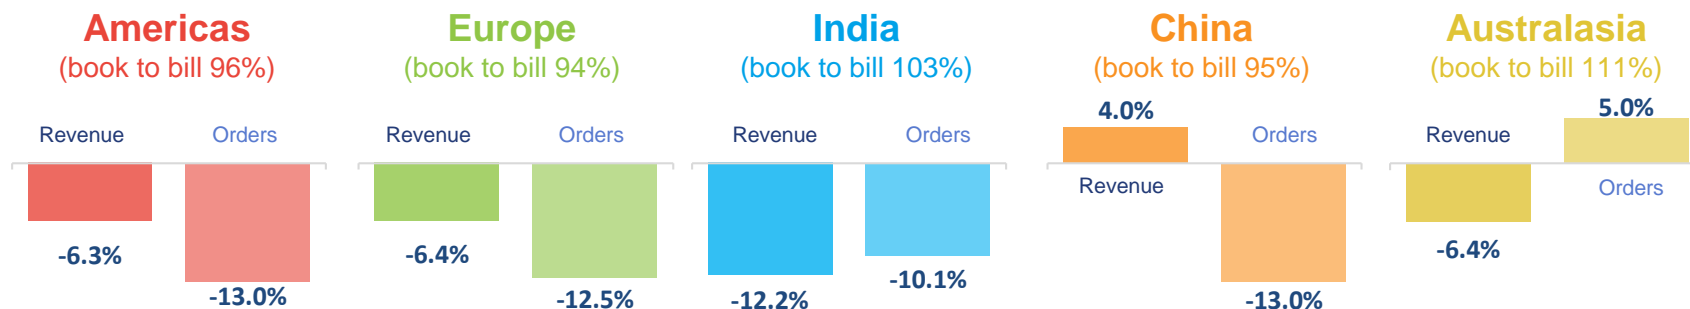 Americas
(book to bill 96%)
Revenue
Orders
-6.3%
-13.0%
Europe
(book to bill 94%)
Revenue
Orders
-6.4%
-12.5%
India
(book to bill 103%)
Revenue
Orders
-12.2%
-10.1%
China
(book to bill 95%)
4.0%
Orders
Revenue
-13.0%
Australasia
(book to bill 111%)
5.0%
Revenue
Orders
-6.4%